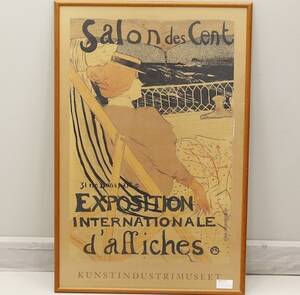 Salon des Cent
EXPOSITION
INTERNATIONALE
d'affiches
KUNSTINDUSTRIMUSEET